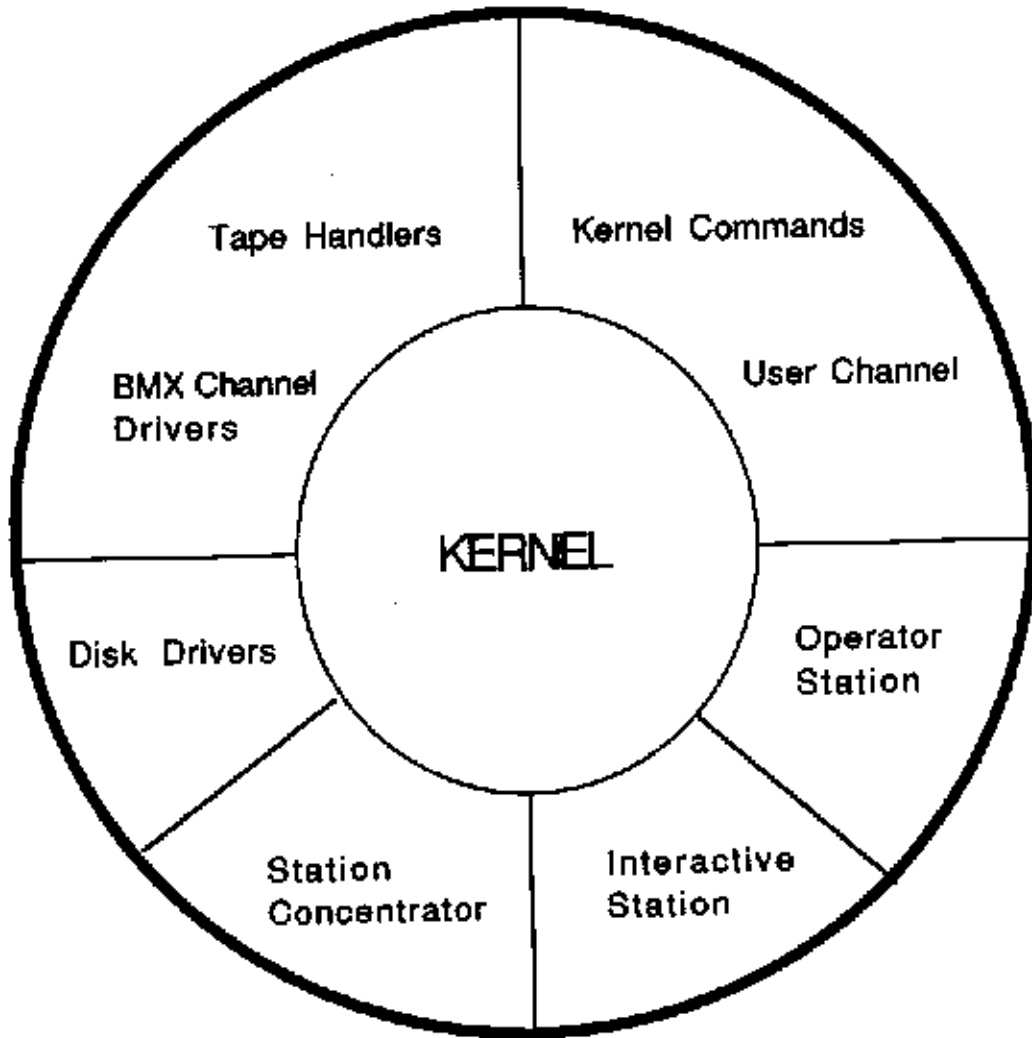 Tape Handlers
Kernel Commands
BMX Channel
Drivers
User Channel
KERNEL
Disk Drivers
Operator
Station
Station
Concentrator
Interactive
Station